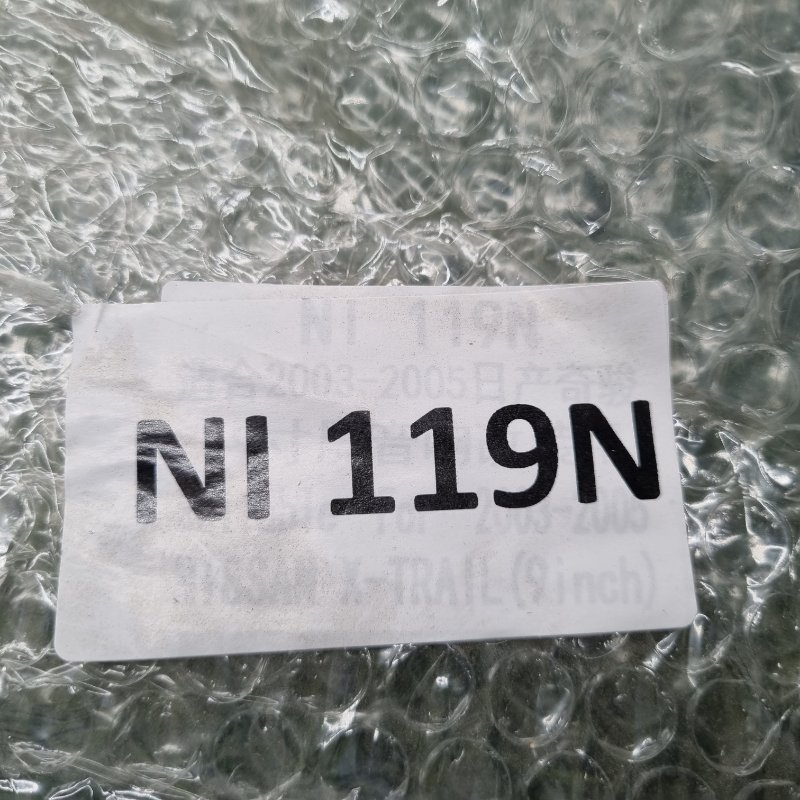 NI 119N
适合2003-2005日产奇骏
NI 119N
for 2003-2005
NISSAN X-TRAIL(9inch)